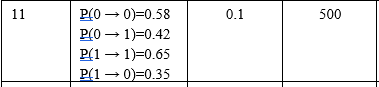 11 P(0 → 0)=0.58 0.1 500
P(0 → 1)=0.42
P(1 → 1)=0.65
P(1 → 0)=0.35